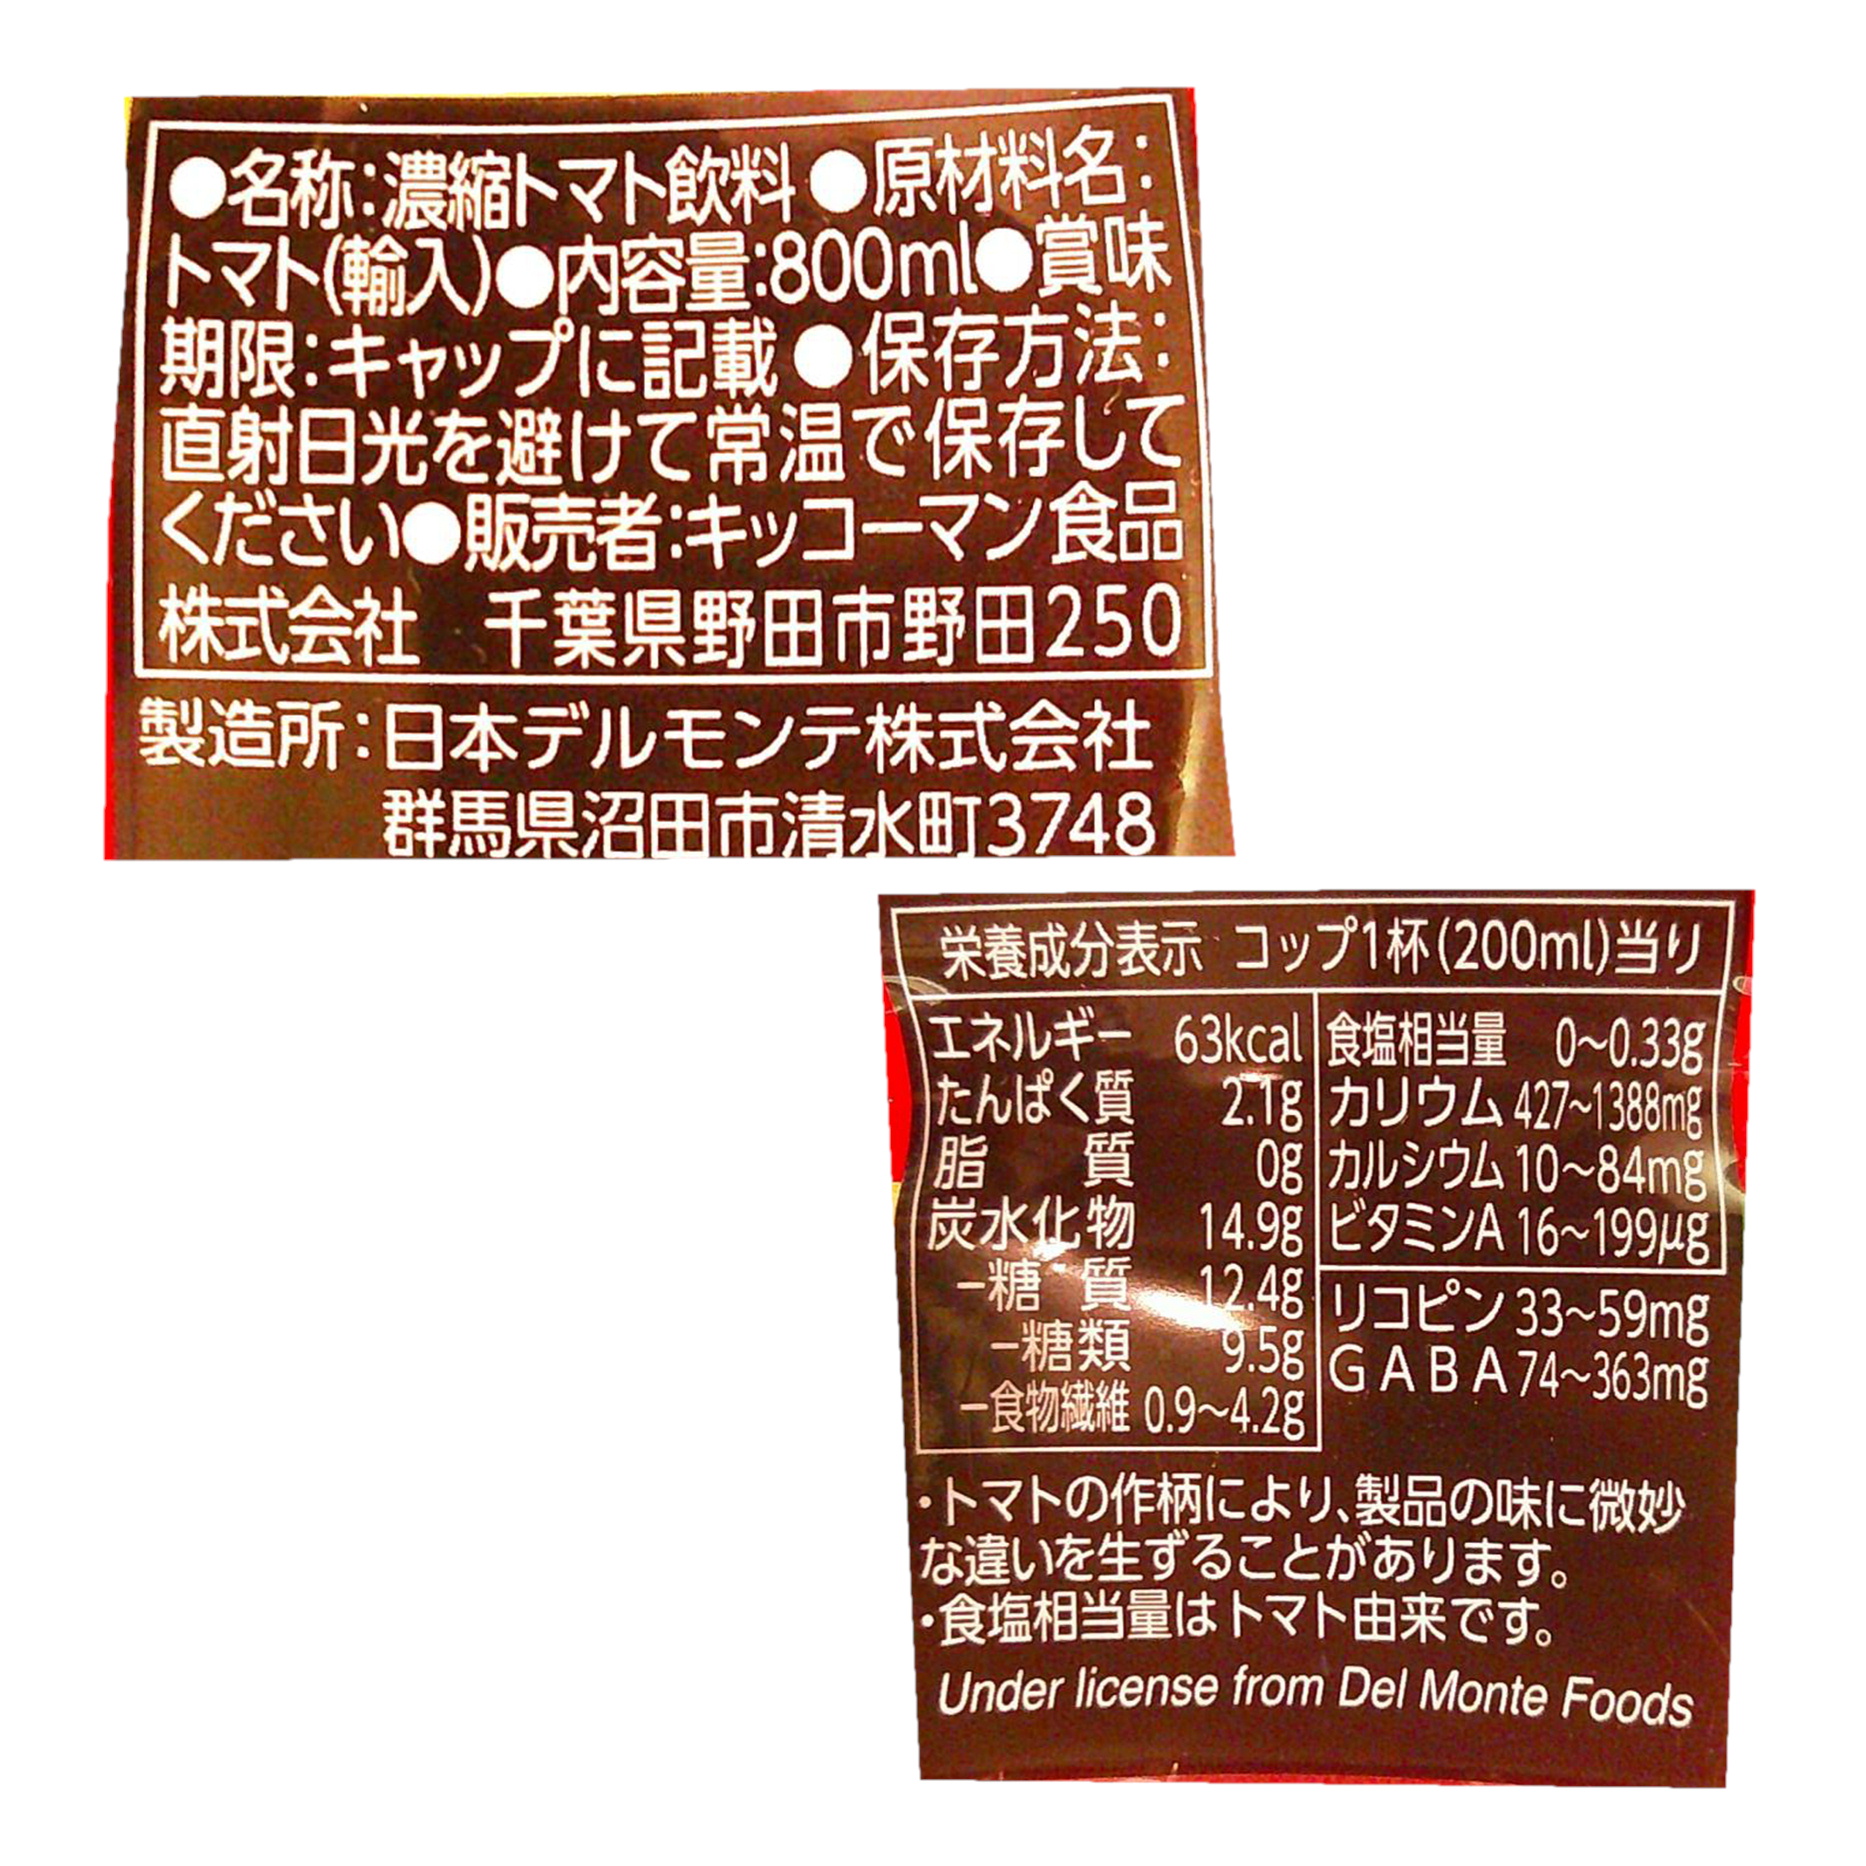 ●名称:濃縮トマト飲料 ●原材料名:
トマト(輸入)●内容量:800ml●賞味
期限:キャップに記載 ●保存方法:
直射日光を避けて常温で保存して
ください●販売者:キッコーマン食品
株式会社 千葉県野田市野田250
製造所:日本デルモンテ株式会社
群馬県沼田市清水町3748
栄養成分表示 コップ1杯(200ml)当り
エネルギー 63kcal
たんぱく質 2.1g
脂 質 0g
炭水化物 14.9g
−糖 質 12.4g
−糖類 9.5g
−食物繊維 0.9〜4.2g
食塩相当量 0〜0.33g
カリウム 427〜1388mg
カルシウム 10〜84mg
ビタミンA 16〜199μg
リコピン 33〜59mg
GABA 74〜363mg
・トマトの作柄により、製品の味に微妙
な違いを生ずることがあります。
・食塩相当量はトマト由来です。
Under license from Del Monte Foods